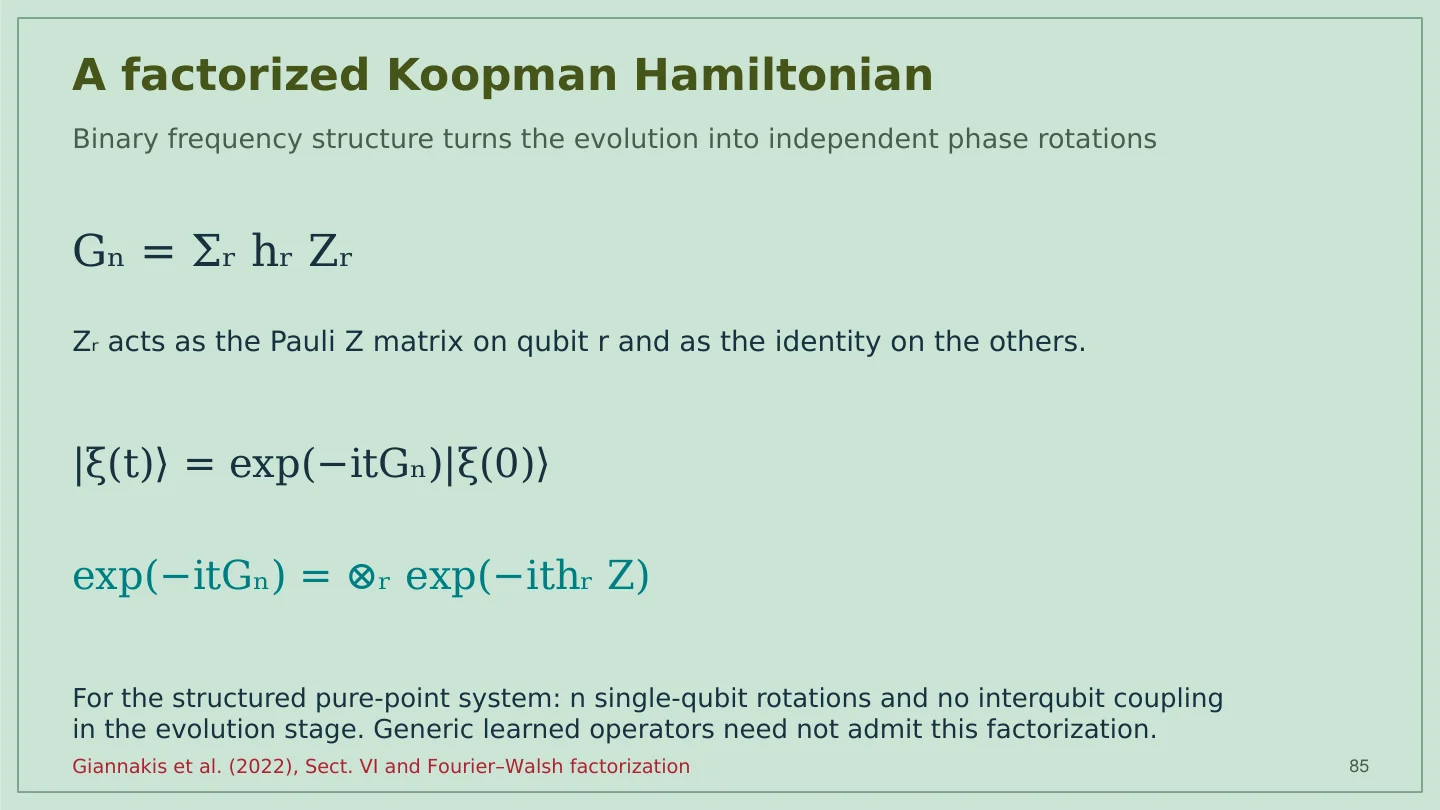 A factorized Koopman Hamiltonian
Binary frequency structure turns the evolution into independent phase rotations
Gₙ = Σᵣ hᵣ Zᵣ
Zᵣ acts as the Pauli Z matrix on qubit r and as the identity on the others.
|ξ(t)⟩ = exp(−itGₙ)|ξ(0)⟩
exp(−itGₙ) = ⊗ᵣ exp(−ithᵣ Z)
For the structured pure-point system: n single-qubit rotations and no interqubit coupling
in the evolution stage. Generic learned operators need not admit this factorization.
Giannakis et al. (2022), Sect. VI and Fourier–Walsh factorization
85